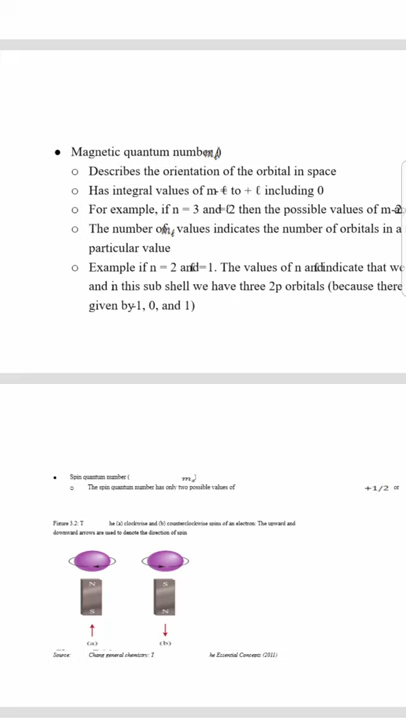 • Magnetic quantum number (mℓ)
o Describes the orientation of the orbital in space
o Has integral values of m -ℓ to + ℓ including 0
o For example, if n = 3 and ℓ=2 then the possible values of m -2
o The number of mℓ values indicates the number of orbitals in a
particular value
o Example if n = 2 and ℓ=1. The values of n and ℓ indicate that we
and in this sub shell we have three 2p orbitals (because there
given by -1, 0, and 1)
• Spin quantum number ( ms)
o The spin quantum number has only two possible values of +1/2 or
Figure 3.2: T he (a) clockwise and (b) counterclockwise spins of an electron: The upward and
downward arrows are used to denote the direction of spin
N S
S N
(a) (b)
Source: Chang general chemistry: T he Essential Concepts (2011)